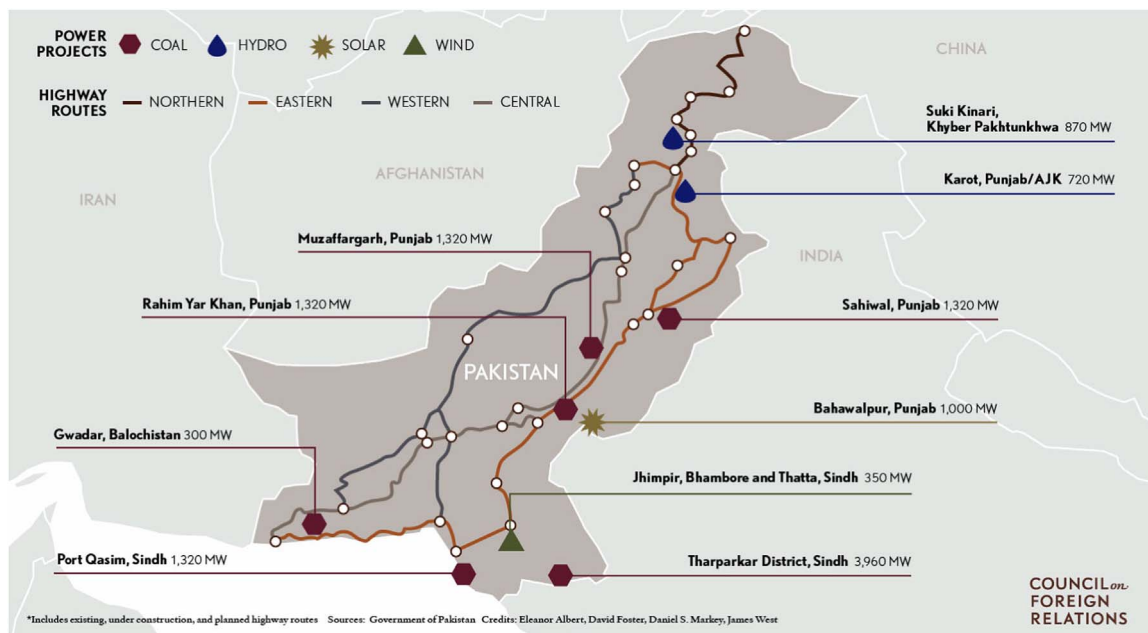 POWER PROJECTS
COAL
HYDRO
SOLAR
WIND
HIGHWAY ROUTES
NORTHERN
EASTERN
WESTERN
CENTRAL
CHINA
Suki Kinari,
Khyber Pakhtunkhwa 870 MW
AFGHANISTAN
Karot, Punjab/AJK 720 MW
IRAN
Muzaffargarh, Punjab 1,320 MW
INDIA
Rahim Yar Khan, Punjab 1,320 MW
Sahiwal, Punjab 1,320 MW
PAKISTAN
Bahawalpur, Punjab 1,000 MW
Gwadar, Balochistan 300 MW
Jhimpir, Bhambore and Thatta, Sindh 350 MW
Port Qasim, Sindh 1,320 MW
Tharparkar District, Sindh 3,960 MW
COUNCIL on
FOREIGN
RELATIONS
*Includes existing, under construction, and planned highway routes Sources: Government of Pakistan Credits: Eleanor Albert, David Foster, Daniel S. Markey, James West